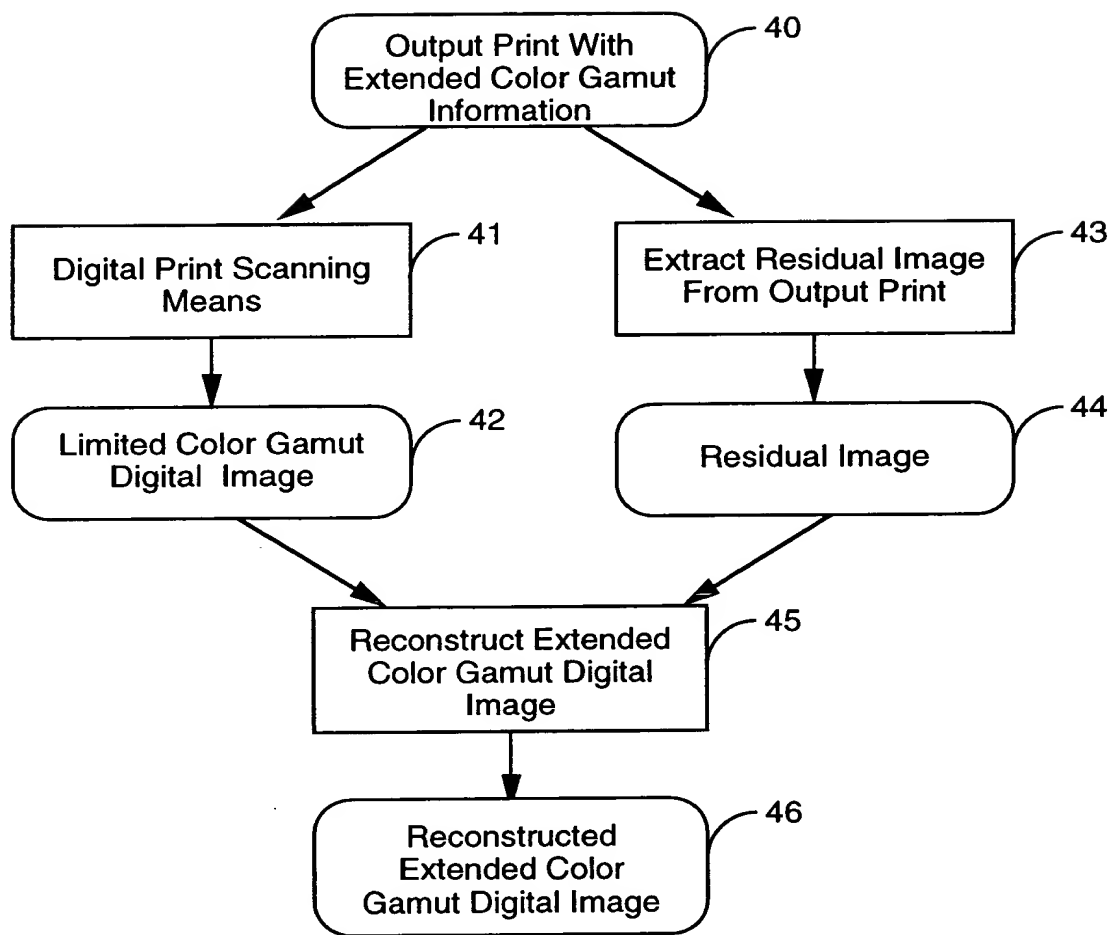 Output Print With
Extended Color Gamut
Information
40
Digital Print Scanning
Means
41
Extract Residual Image
From Output Print
43
Limited Color Gamut
Digital Image
42
Residual Image
44
Reconstruct Extended
Color Gamut Digital
Image
45
Reconstructed
Extended Color
Gamut Digital Image
46